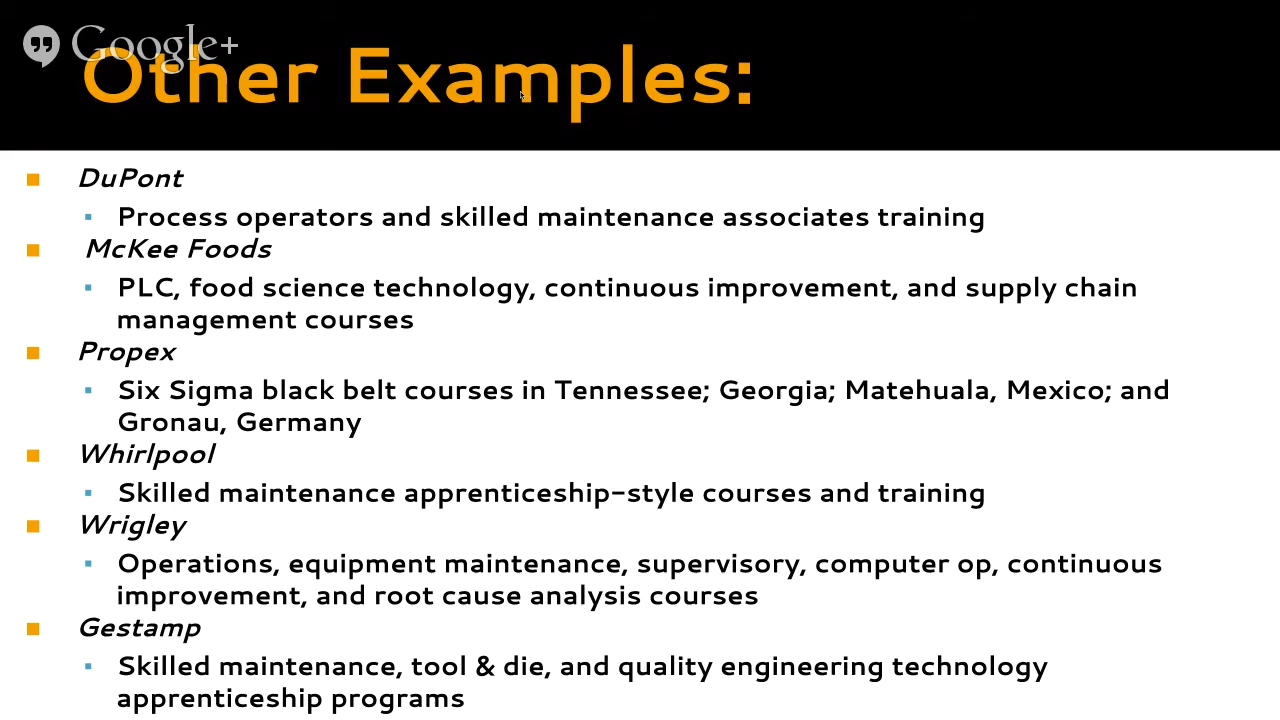 Google+
Other Examples:
DuPont
Process operators and skilled maintenance associates training
McKee Foods
PLC, food science technology, continuous improvement, and supply chain
management courses
Propex
Six Sigma black belt courses in Tennessee; Georgia; Matehuala, Mexico; and
Gronau, Germany
Whirlpool
Skilled maintenance apprenticeship-style courses and training
Wrigley
Operations, equipment maintenance, supervisory, computer op, continuous
improvement, and root cause analysis courses
Gestamp
Skilled maintenance, tool & die, and quality engineering technology
apprenticeship programs